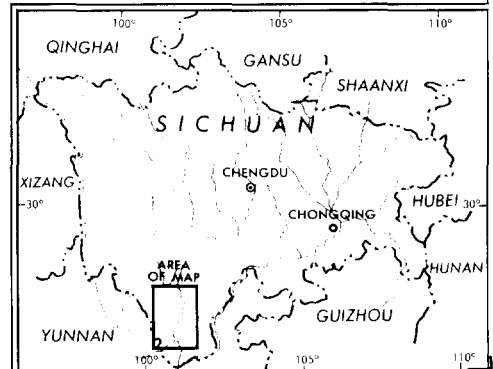 100° 105° 110°
QINGHAI
GANSU
SHAANXI
SICHUAN
CHENGDU
XIZANG
30°
CHONGQING
HUBEI
30°
HUNAN
AREA
OF MAP
GUIZHOU
YUNNAN
100° 105° 110°